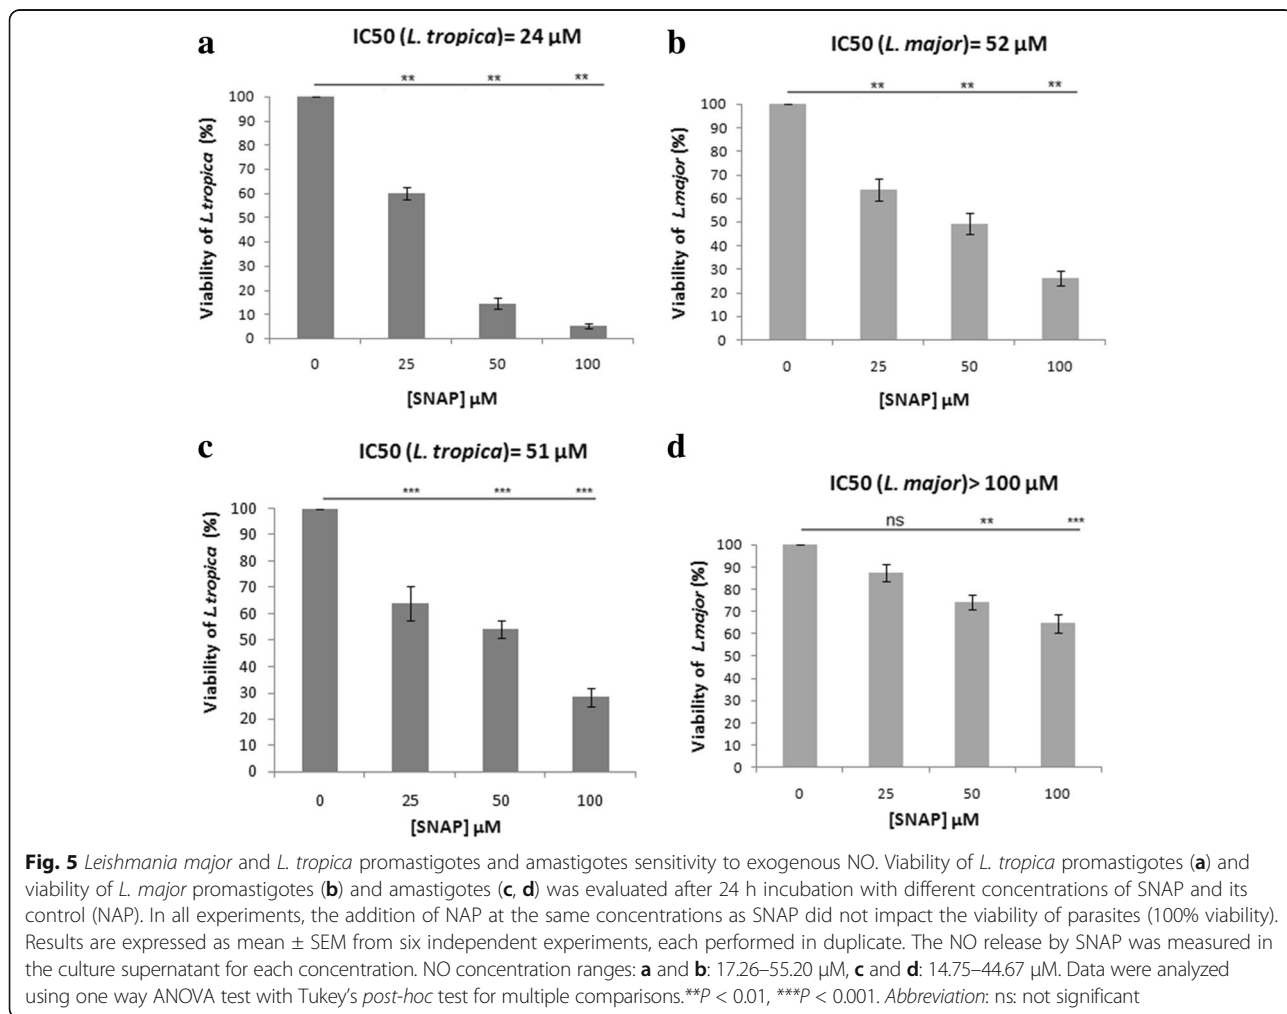 a
IC50 (L. tropica)= 24 µM
** ** **
Viability of L.tropica (%)
100
90
80
70
60
50
40
30
20
10
0
0 25 50 100
[SNAP] µM
b
IC50 (L. major)= 52 µM
** ** **
Viability of L.major (%)
100
90
80
70
60
50
40
30
20
10
0
0 25 50 100
[SNAP] µM
c
IC50 (L. tropica)= 51 µM
*** *** ***
Viability of L.tropica (%)
100
90
80
70
60
50
40
30
20
10
0
0 25 50 100
[SNAP] µM
d
IC50 (L. major)> 100 µM
ns ** ***
Viability of L.major (%)
100
90
80
70
60
50
40
30
20
10
0
0 25 50 100
[SNAP] µM
Fig. 5 Leishmania major and L. tropica promastigotes and amastigotes sensitivity to exogenous NO. Viability of L. tropica promastigotes (a) and
viability of L. major promastigotes (b) and amastigotes (c, d) was evaluated after 24 h incubation with different concentrations of SNAP and its
control (NAP). In all experiments, the addition of NAP at the same concentrations as SNAP did not impact the viability of parasites (100% viability).
Results are expressed as mean ± SEM from six independent experiments, each performed in duplicate. The NO release by SNAP was measured in
the culture supernatant for each concentration. NO concentration ranges: a and b: 17.26–55.20 µM, c and d: 14.75–44.67 µM. Data were analyzed
using one way ANOVA test with Tukey's post-hoc test for multiple comparisons.**P < 0.01, ***P < 0.001. Abbreviation: ns: not significant